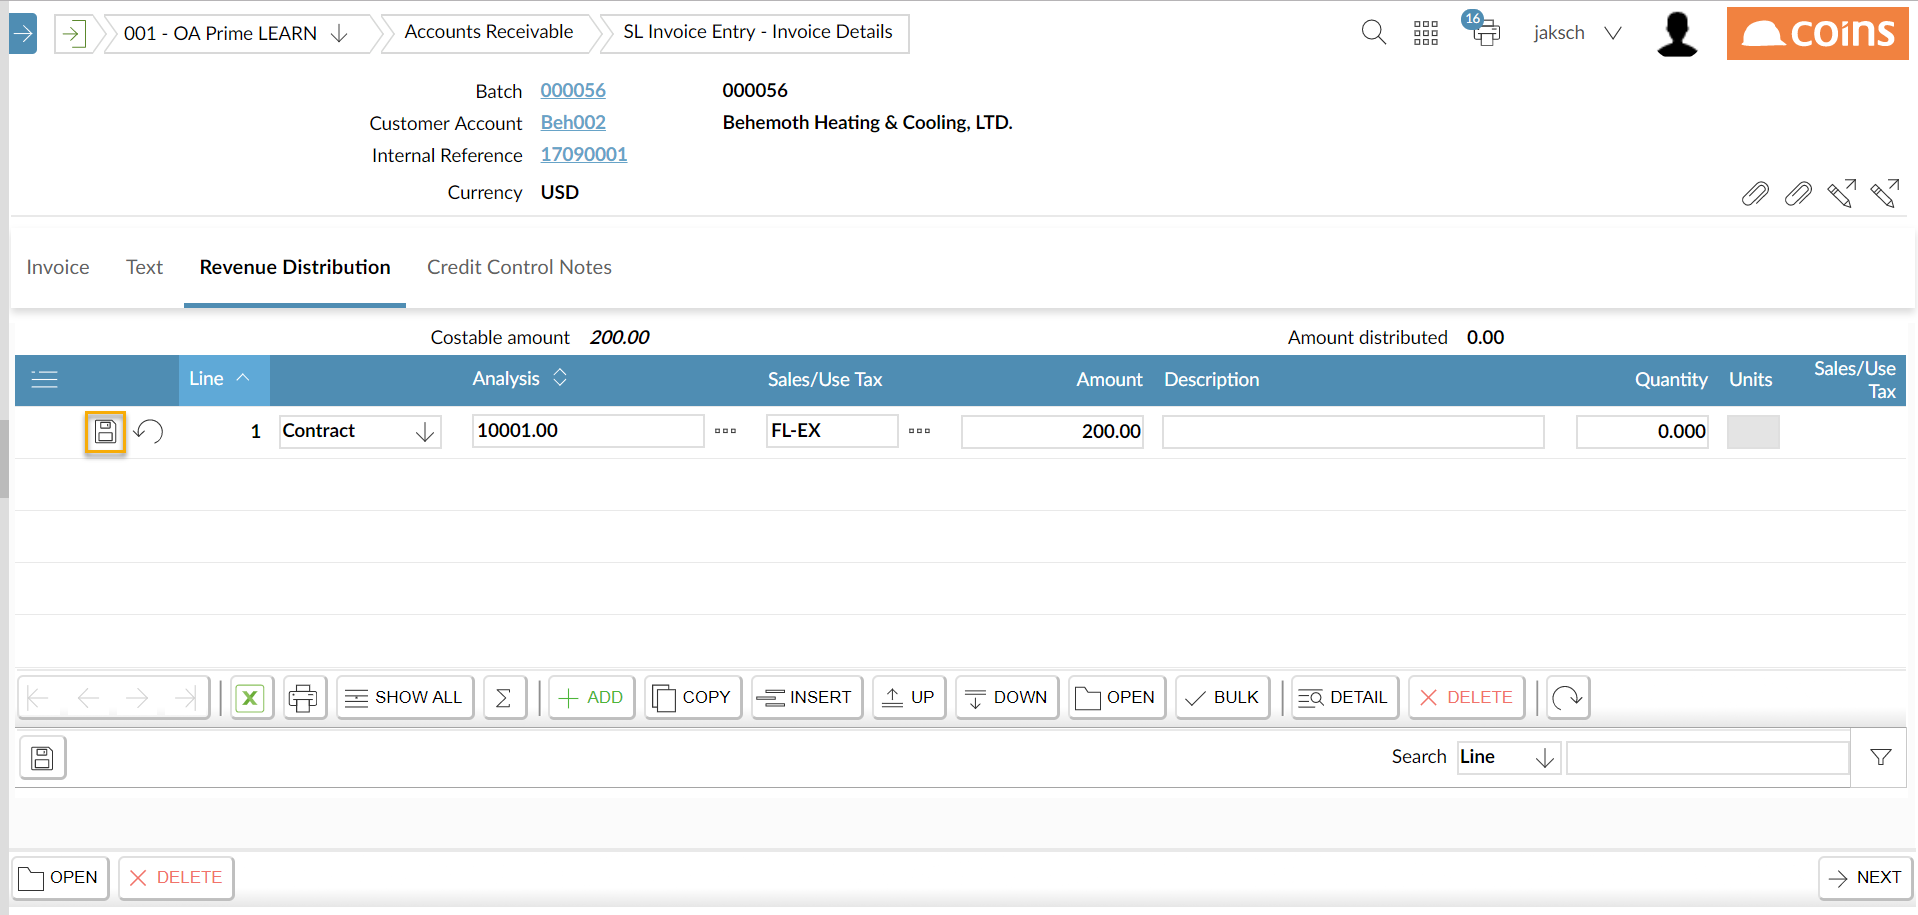 001 - OA Prime LEARN
Accounts Receivable
SL Invoice Entry - Invoice Details
16
jaksch
coins
Batch 000056 000056
Customer Account Beh002 Behemoth Heating & Cooling, LTD.
Internal Reference 17090001
Currency USD
Invoice Text Revenue Distribution Credit Control Notes
Costable amount 200.00 Amount distributed 0.00
Line Analysis Sales/Use Tax Amount Description Quantity Units Sales/Use
Tax
1 Contract 10001.00 FL-EX 200.00 0.000
X SHOW ALL Σ ADD COPY INSERT UP DOWN OPEN BULK DETAIL DELETE
Search Line
OPEN DELETE NEXT